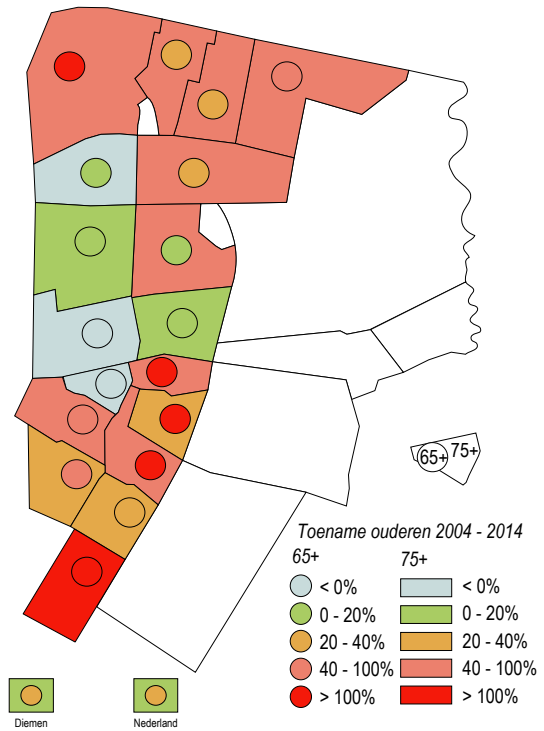 65+ 75+
Toename ouderen 2004 - 2014
65+ 75+
< 0% < 0%
0 - 20% 0 - 20%
20 - 40% 20 - 40%
40 - 100% 40 - 100%
> 100% > 100%
Diemen Nederland